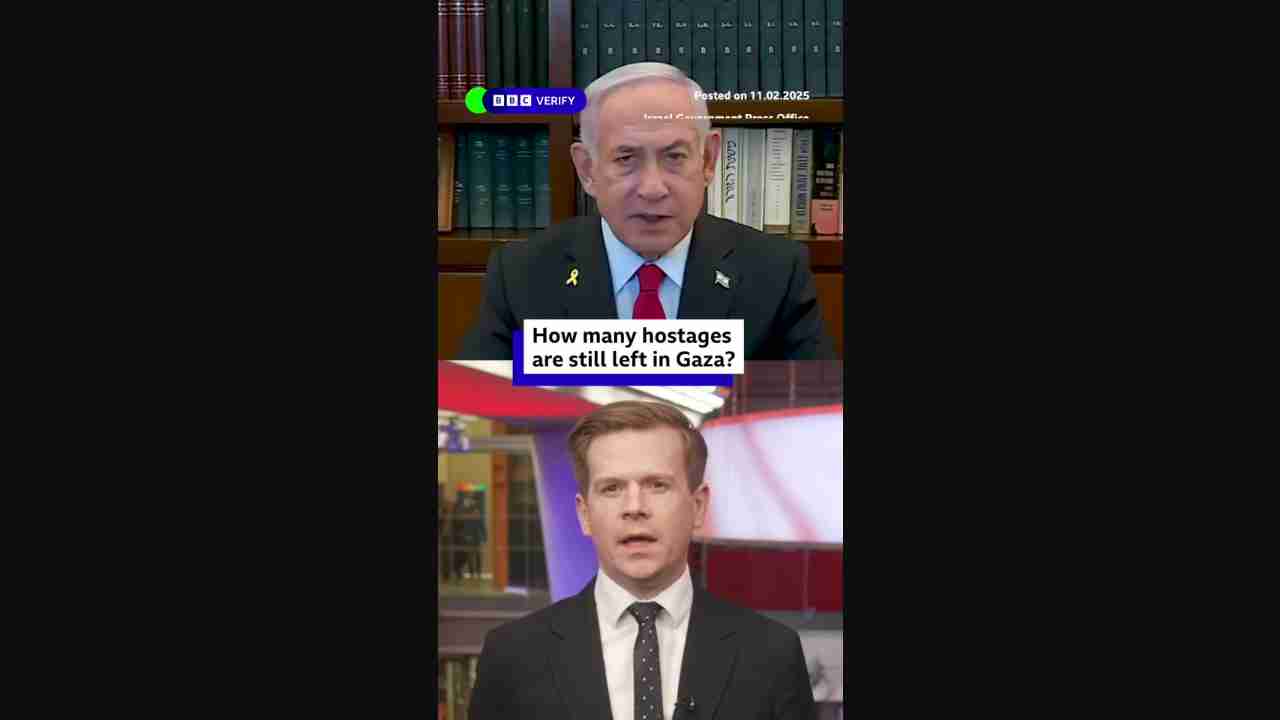 BBC VERIFY
Posted on 11.02.2025
Israel Government Press Office
How many hostages
are still left in Gaza?